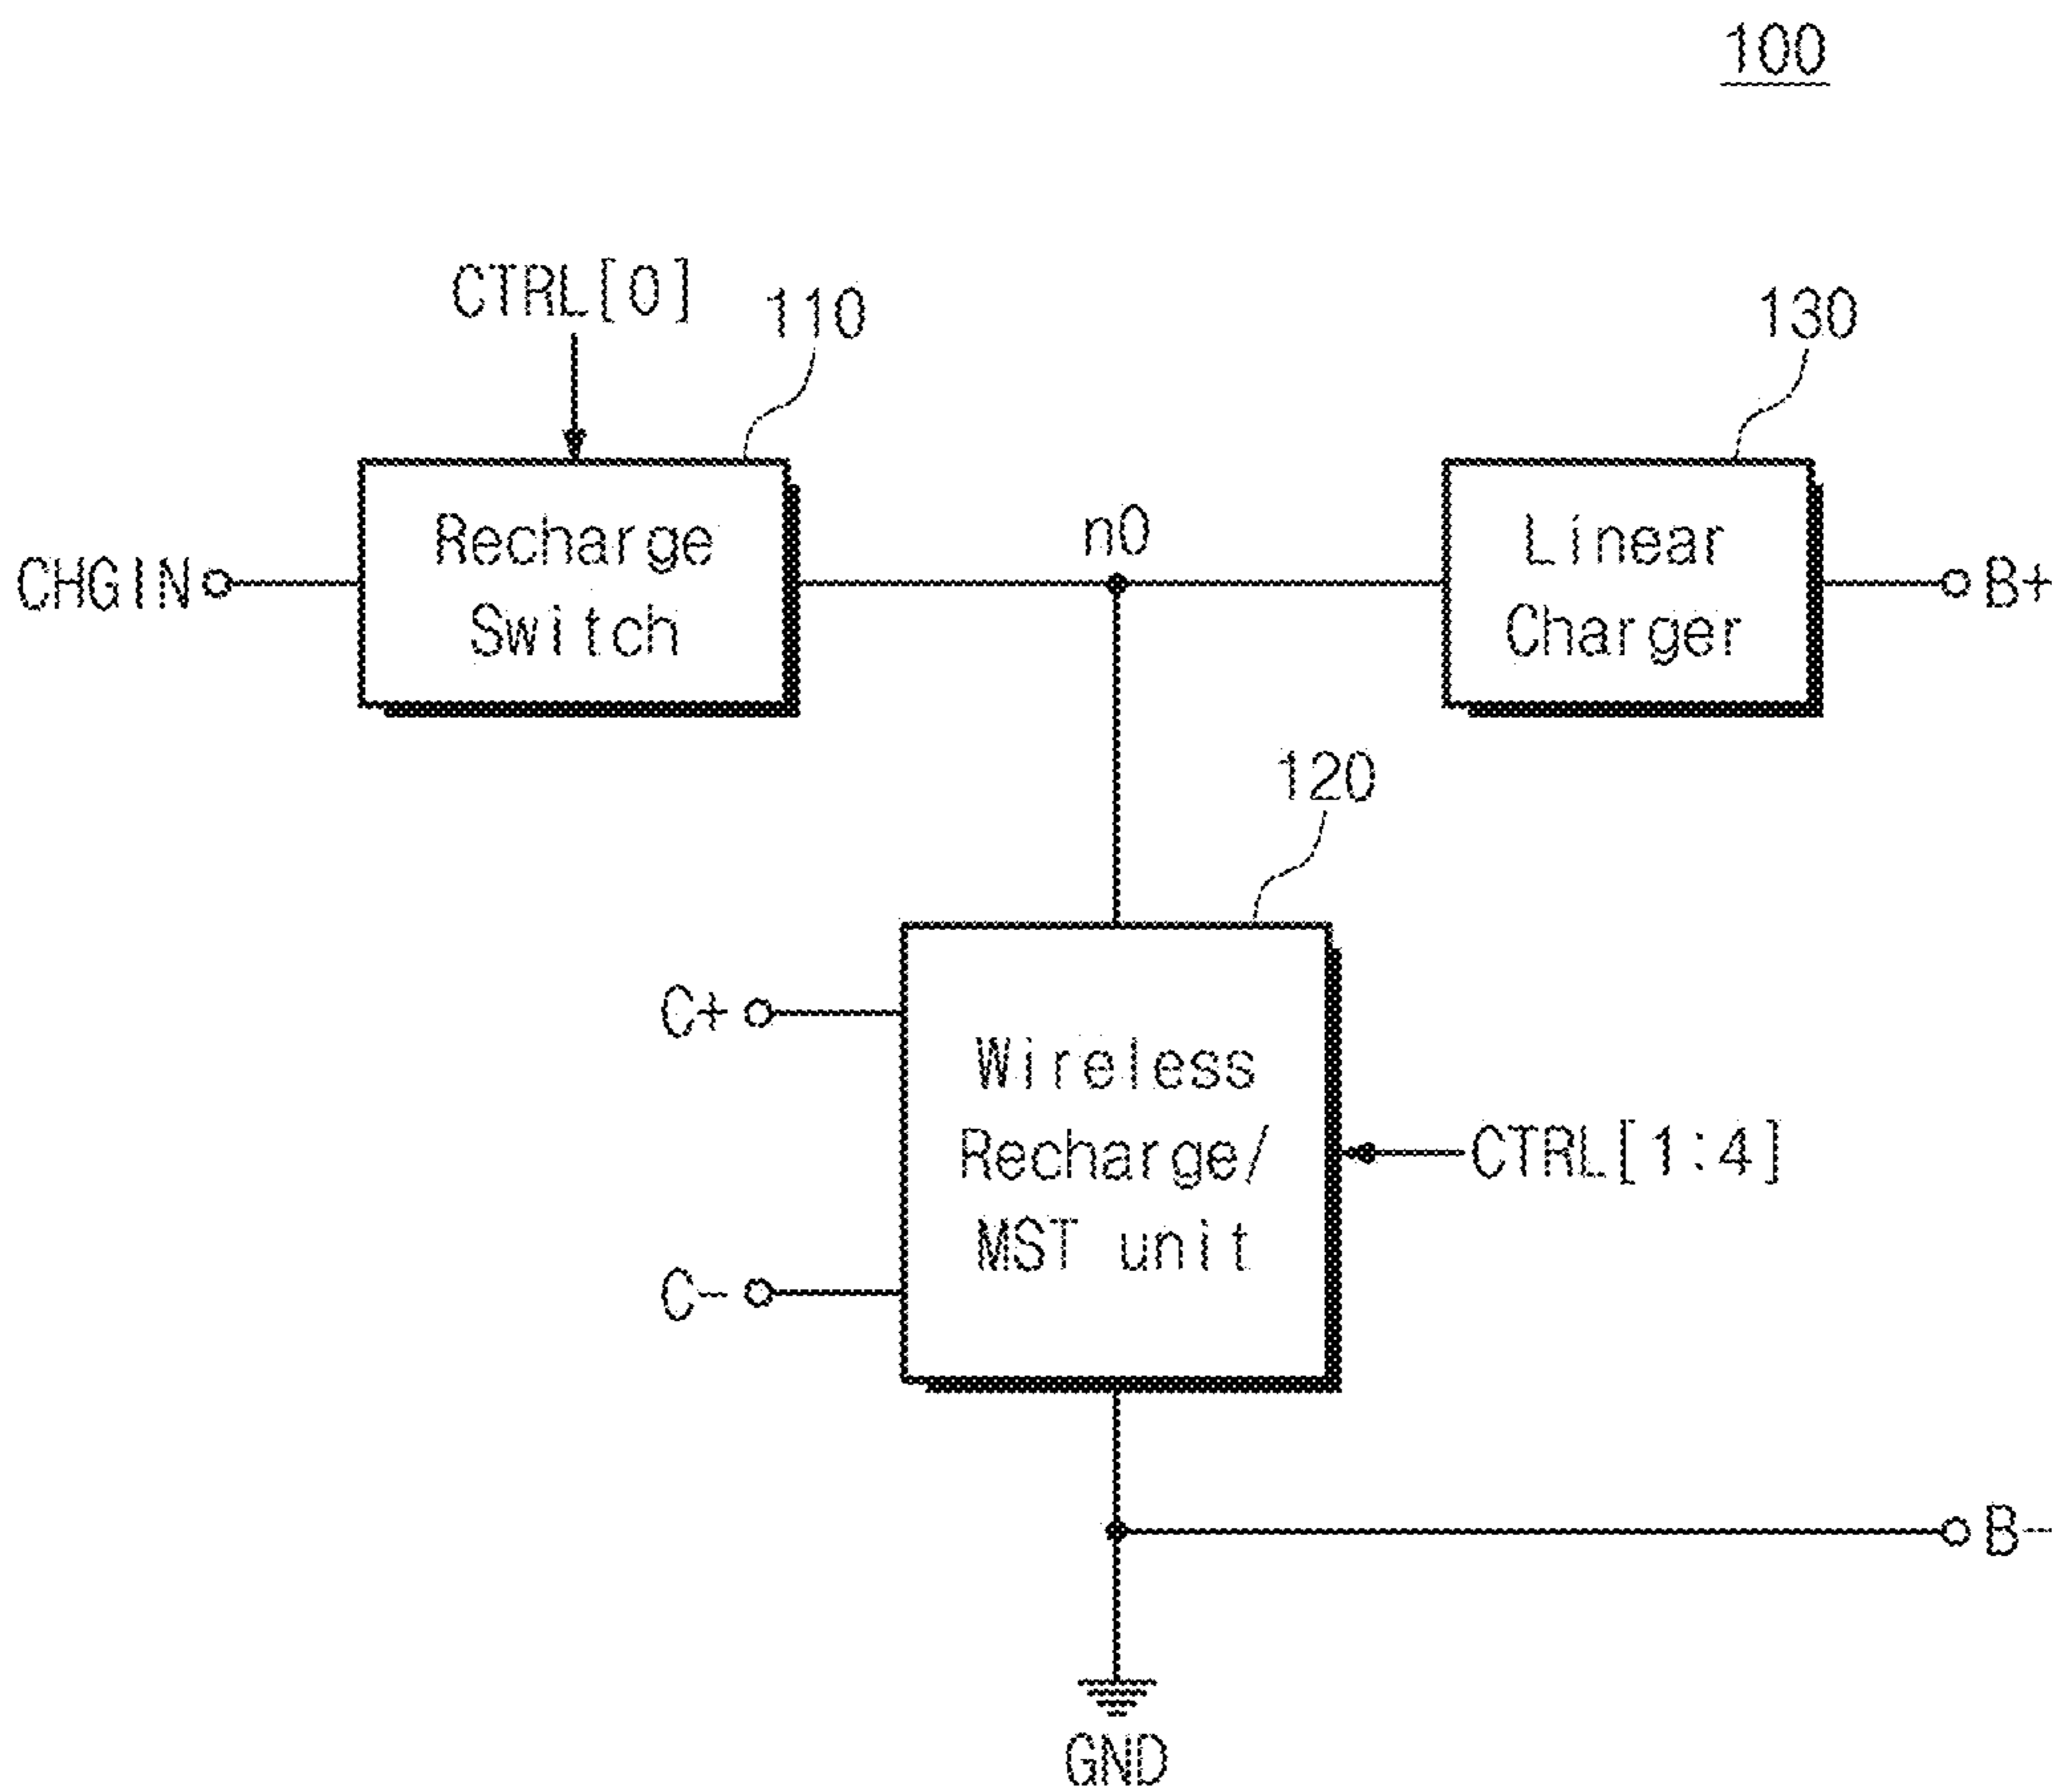 100
CTRL[0]
110
130
Recharge
Switch
n0
Linear
Charger
CHGIN
B+
120
C+
Wireless
Recharge/
MST unit
CTRL[1:4]
C-
B-
GND